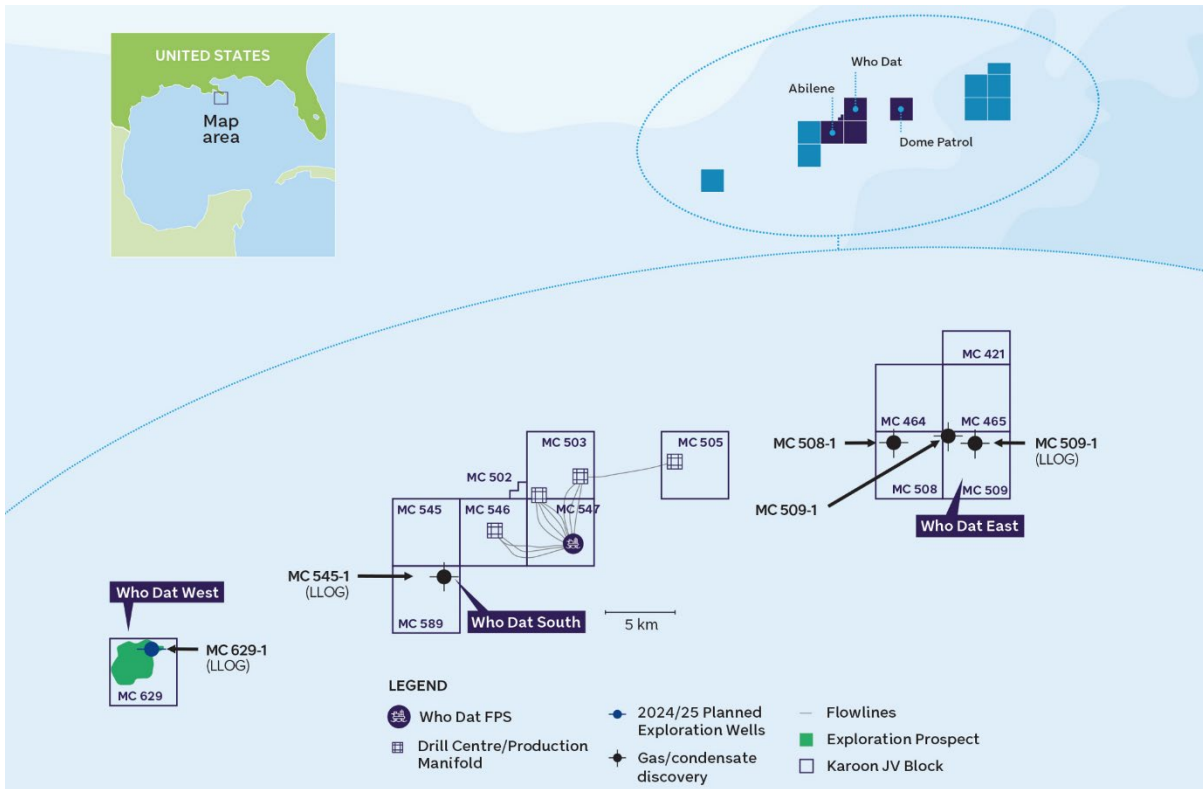 UNITED STATES
Map
area
Who Dat
Abilene
Dome Patrol
MC 421
MC 464
MC 465
MC 508-1
MC 509-1
(LLOG)
MC 509-1
MC 508
MC 509
Who Dat East
MC 503
MC 505
MC 502
MC 545
MC 546
MC 547
MC 545-1
(LLOG)
MC 589
Who Dat South
5 km
Who Dat West
MC 629-1
(LLOG)
MC 629
LEGEND
Who Dat FPS
Drill Centre/Production
Manifold
2024/25 Planned
Exploration Wells
Gas/condensate
discovery
Flowlines
Exploration Prospect
Karoon JV Block